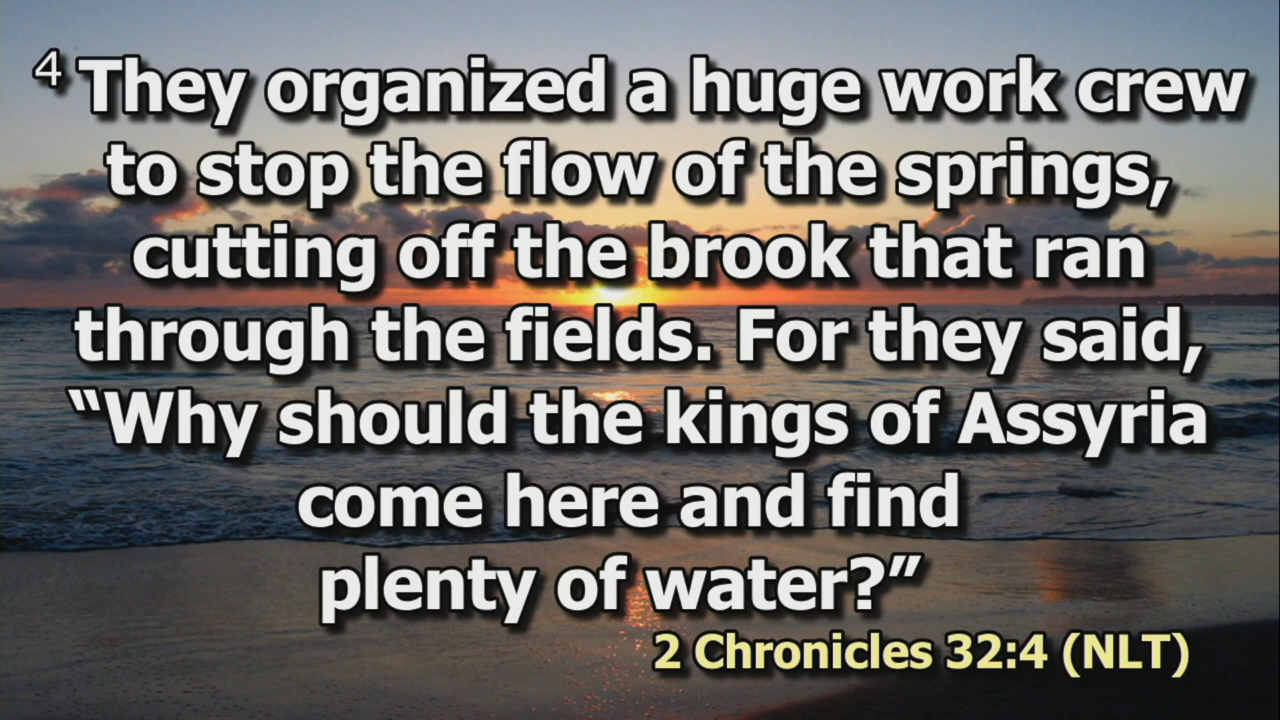 4 They organized a huge work crew
to stop the flow of the springs,
cutting off the brook that ran
through the fields. For they said,
“Why should the kings of Assyria
come here and find
plenty of water?”
2 Chronicles 32:4 (NLT)